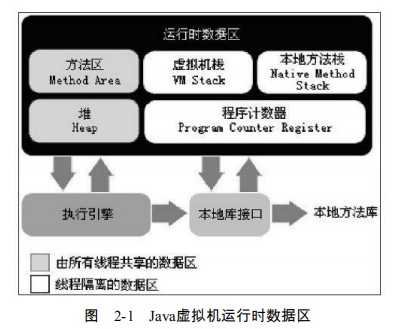 运行时数据区
方法区
Method Area
虚拟机栈
VM Stack
本地方法栈
Native Method
Stack
堆
Heap
程序计数器
Program Counter Register
执行引擎
本地库接口
本地方法库
由所有线程共享的数据区
线程隔离的数据区
图 2-1 Java虚拟机运行时数据区